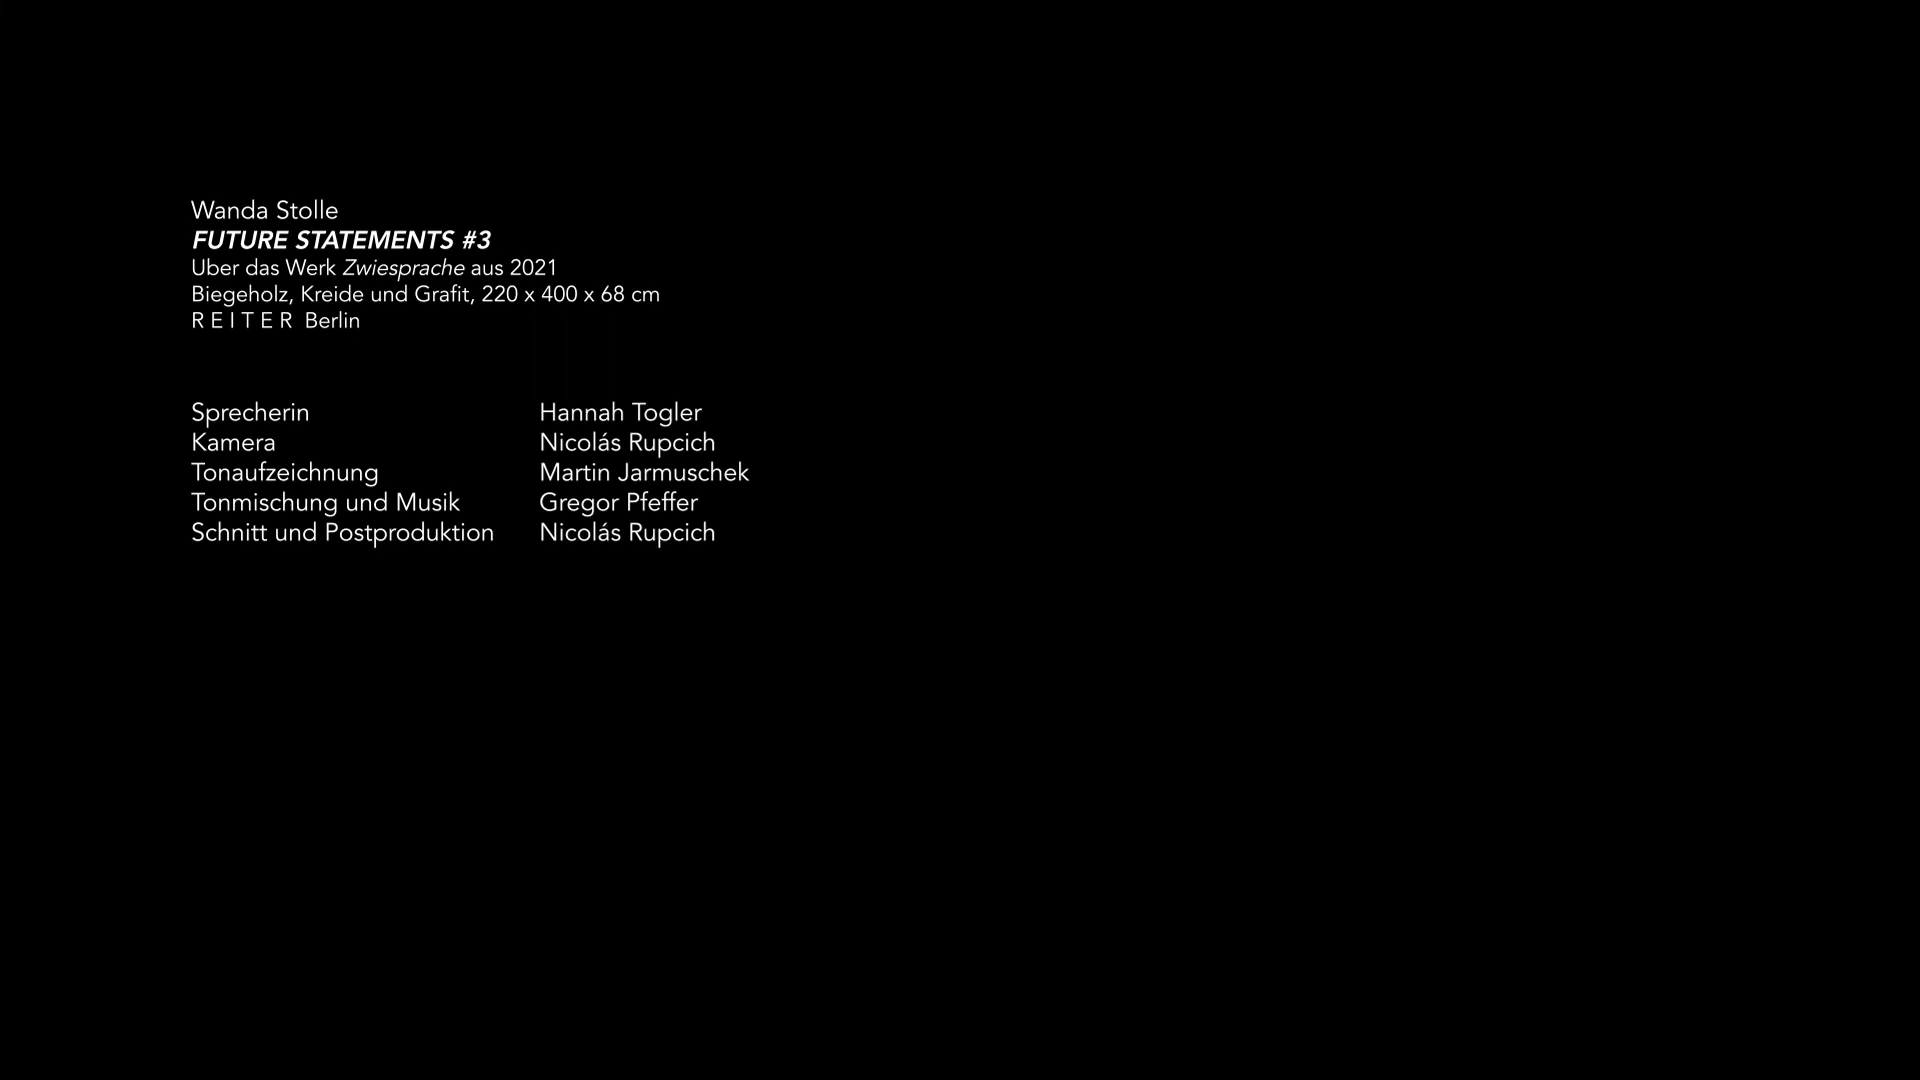 Wanda Stolle
FUTURE STATEMENTS #3
Uber das Werk Zwiesprache aus 2021
Biegeholz, Kreide und Grafit, 220 x 400 x 68 cm
R E I T E R  Berlin
Sprecherin Hannah Togler
Kamera Nicolás Rupcich
Tonaufzeichnung Martin Jarmuschek
Tonmischung und Musik Gregor Pfeffer
Schnitt und Postproduktion Nicolás Rupcich